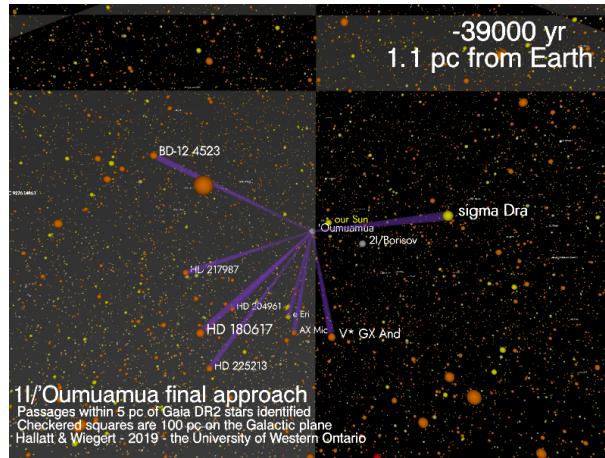 -39000 yr
1.1 pc from Earth
BD-12 4523
our Sun
'Oumuamua
sigma Dra
2I/Borisov
HD 217987
HD 204961
e Eri
HD 180617
AX Mic
V* GX And
HD 225213
1I/'Oumuamua final approach
Passages within 5 pc of Gaia DR2 stars identified
Checkered squares are 100 pc on the Galactic plane
Hallatt & Wiegert - 2019 - the University of Western Ontario